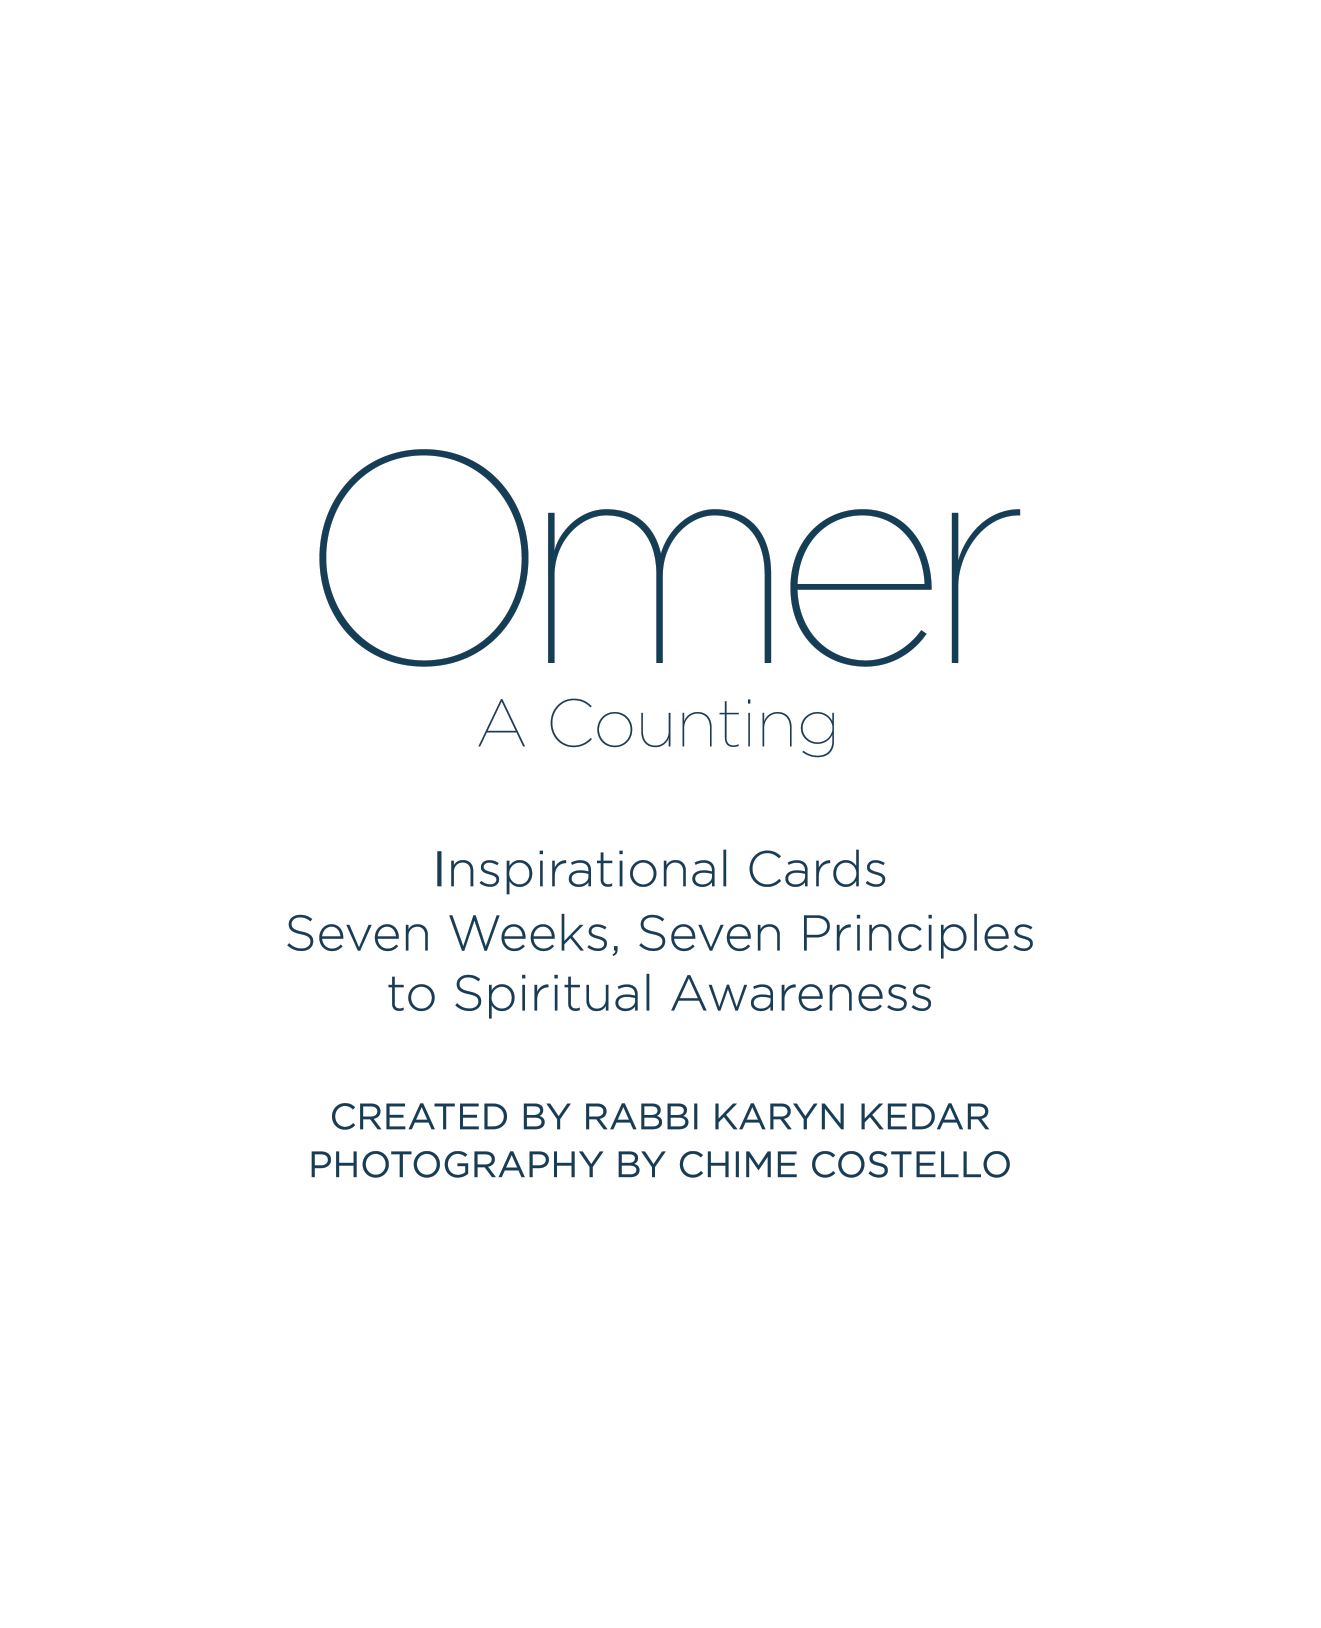 Omer
A Counting
Inspirational Cards
Seven Weeks, Seven Principles
to Spiritual Awareness
CREATED BY RABBI KARYN KEDAR
PHOTOGRAPHY BY CHIME COSTELLO